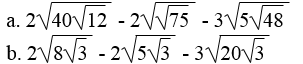 a. 2√(40√12) - 2√(√75) - 3√(5√48)
b. 2√(8√3) - 2√(5√3) - 3√(20√3)